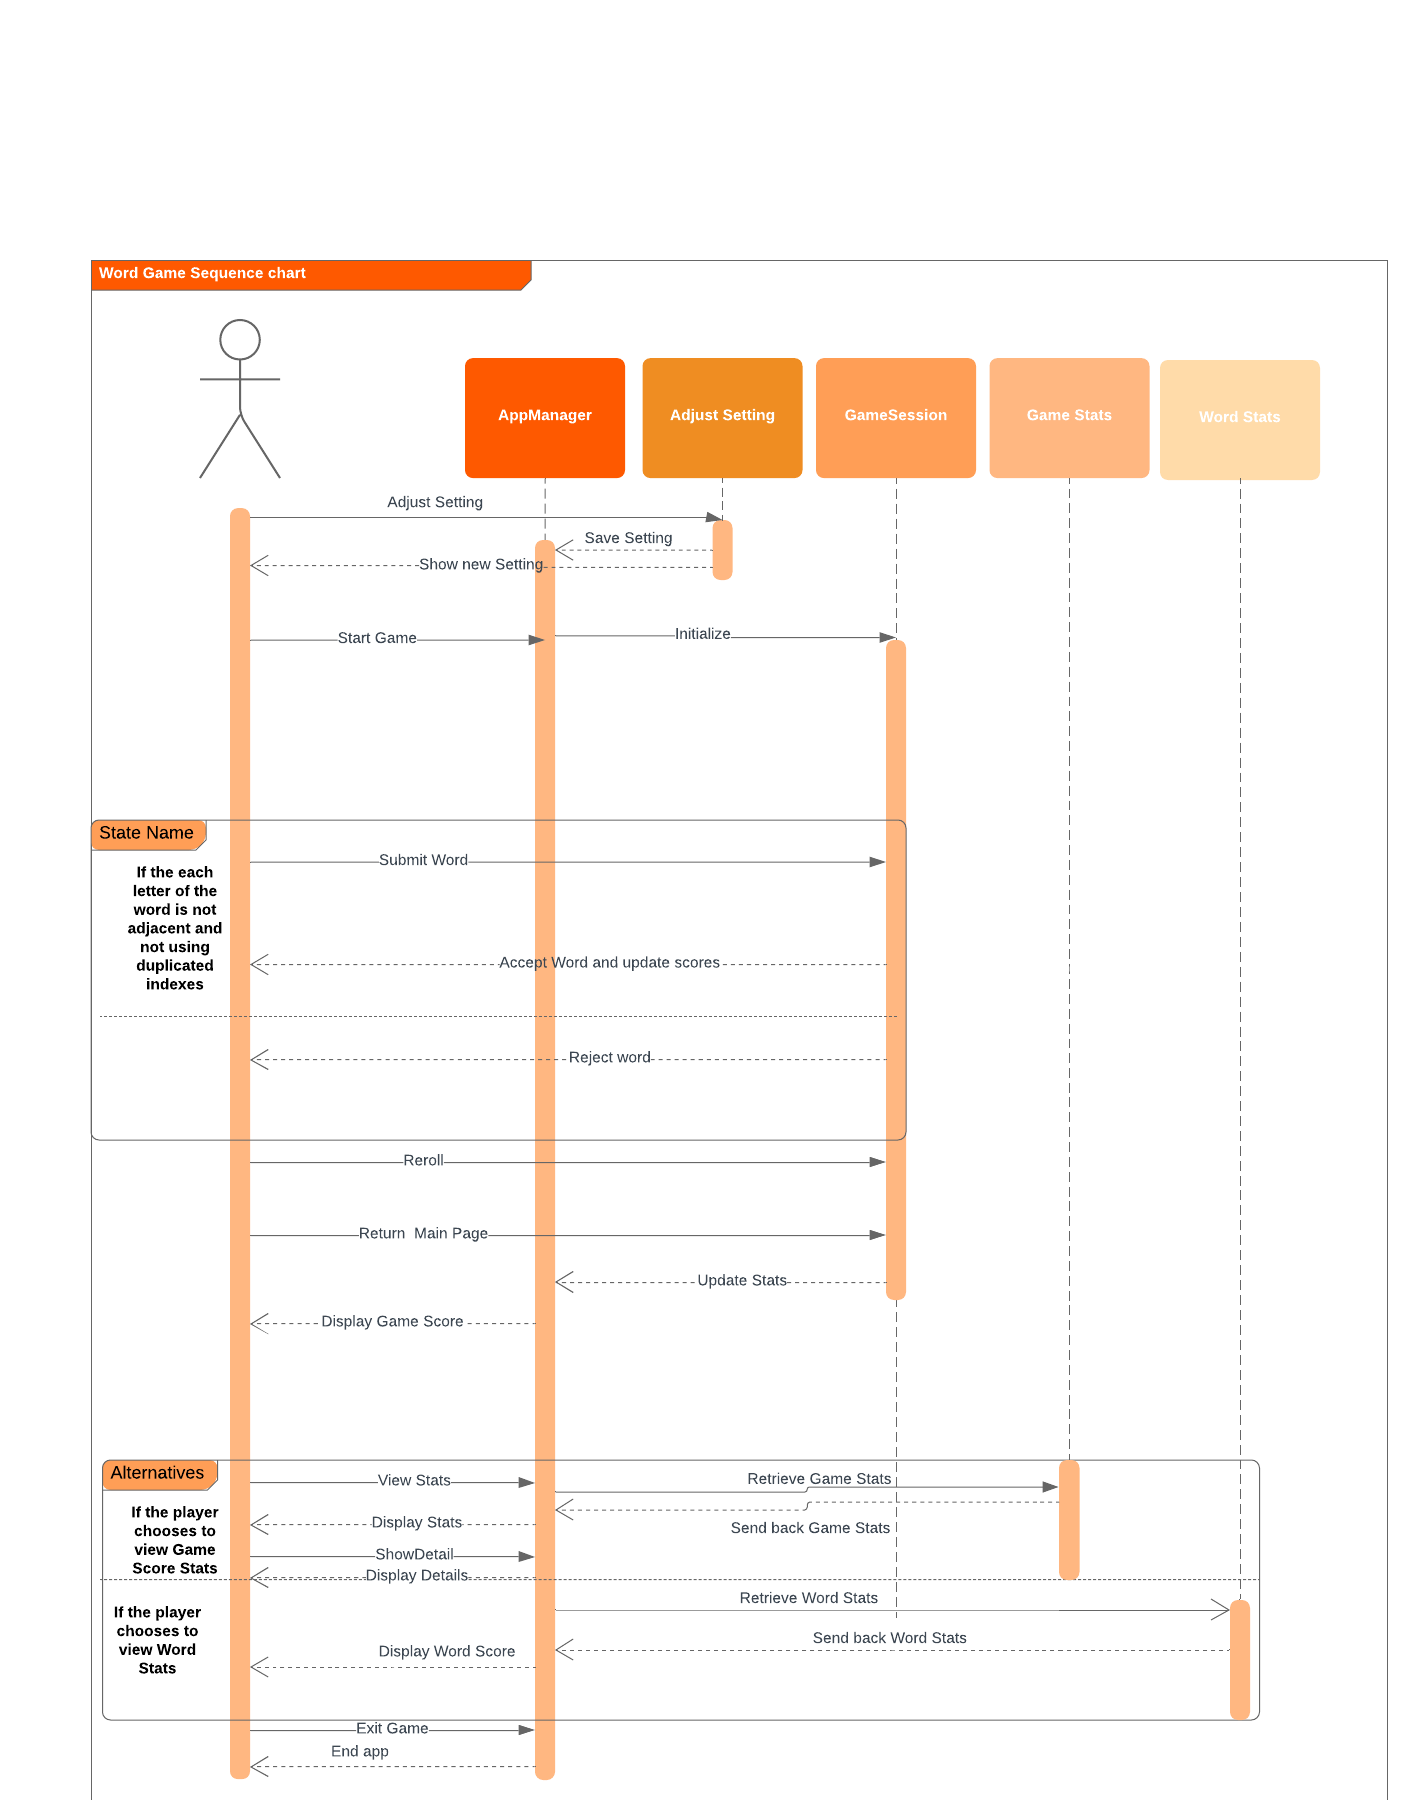 Word Game Sequence chart
AppManager
Adjust Setting
GameSession
Game Stats
Word Stats
Adjust Setting
Save Setting
Show new Setting
Start Game
Initialize
State Name
Submit Word
If the each
letter of the
word is not
adjacent and
not using
duplicated
indexes
Accept Word and update scores
Reject word
Reroll
Return  Main Page
Update Stats
Display Game Score
Alternatives
View Stats
Retrieve Game Stats
If the player
chooses to
view Game
Score Stats
Display Stats
Send back Game Stats
ShowDetail
Display Details
Retrieve Word Stats
If the player
chooses to
view Word
Stats
Send back Word Stats
Display Word Score
Exit Game
End app